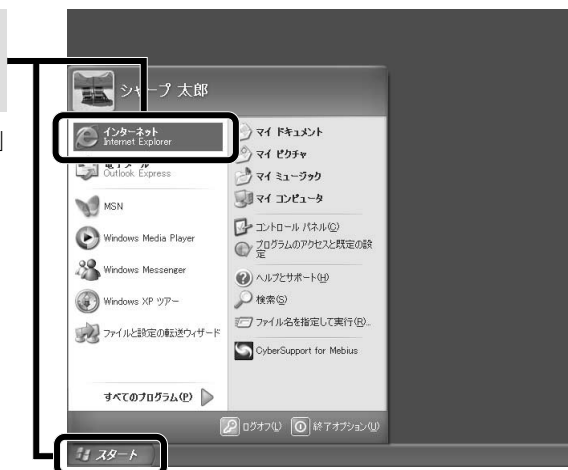 」
シャープ 太郎
インターネット
Internet Explorer
電子メール
Outlook Express
MSN
Windows Media Player
Windows Messenger
Windows XP ツアー
ファイルと設定の転送ウィザード
すべてのプログラム(P)
マイ ドキュメント
マイ ピクチャ
マイ ミュージック
マイ コンピュータ
コントロール パネル(C)
プログラムのアクセスと既定の設
定
ヘルプとサポート(H)
検索(S)
ファイル名を指定して実行(R)...
CyberSupport for Mebius
ログオフ(L)
終了オプション(U)
スタート